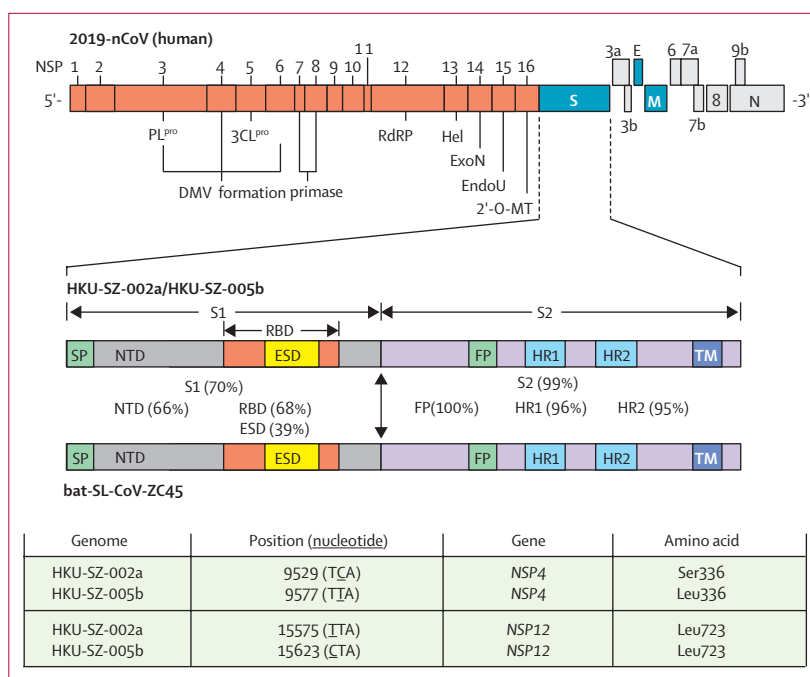 2019-nCoV (human)
NSP 1 2 3 4 5 6 7 8 9 10 11 12 13 14 15 16 3a E 6 7a 9b
5'- S M 8 N -3'
3b 7b
PLpro 3CLpro RdRP Hel
ExoN
DMV formation primase EndoU
2'-O-MT
HKU-SZ-002a/HKU-SZ-005b
S1 S2
RBD
SP NTD ESD FP HR1 HR2 TM
S1 (70%) S2 (99%)
NTD (66%) RBD (68%) FP(100%) HR1 (96%) HR2 (95%)
ESD (39%)
SP NTD ESD FP HR1 HR2 TM
bat-SL-CoV-ZC45
Genome Position (nucleotide) Gene Amino acid
HKU-SZ-002a 9529 (TCA) NSP4 Ser336
HKU-SZ-005b 9577 (TTA) NSP4 Leu336
HKU-SZ-002a 15575 (TTA) NSP12 Leu723
HKU-SZ-005b 15623 (CTA) NSP12 Leu723